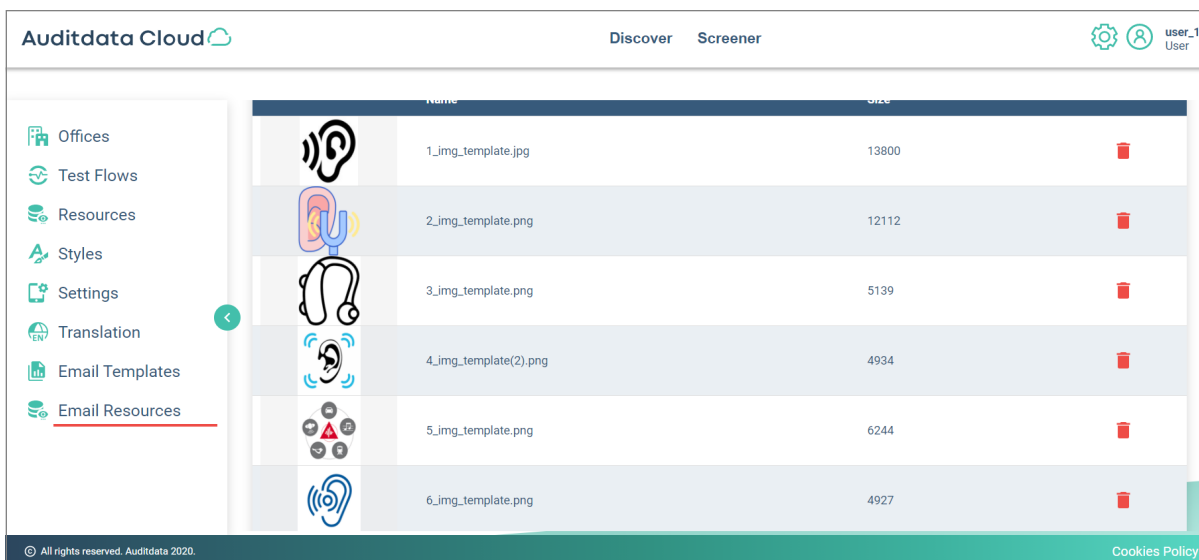 Auditdata Cloud
Discover Screener
user_1
User
Offices
Test Flows
Resources
Styles
Settings
EN
Translation
Email Templates
Email Resources
Name Size
1_img_template.jpg 13800
2_img_template.png 12112
3_img_template.png 5139
4_img_template(2).png 4934
5_img_template.png 6244
6_img_template.png 4927
© All rights reserved. Auditdata 2020.
Cookies Policy